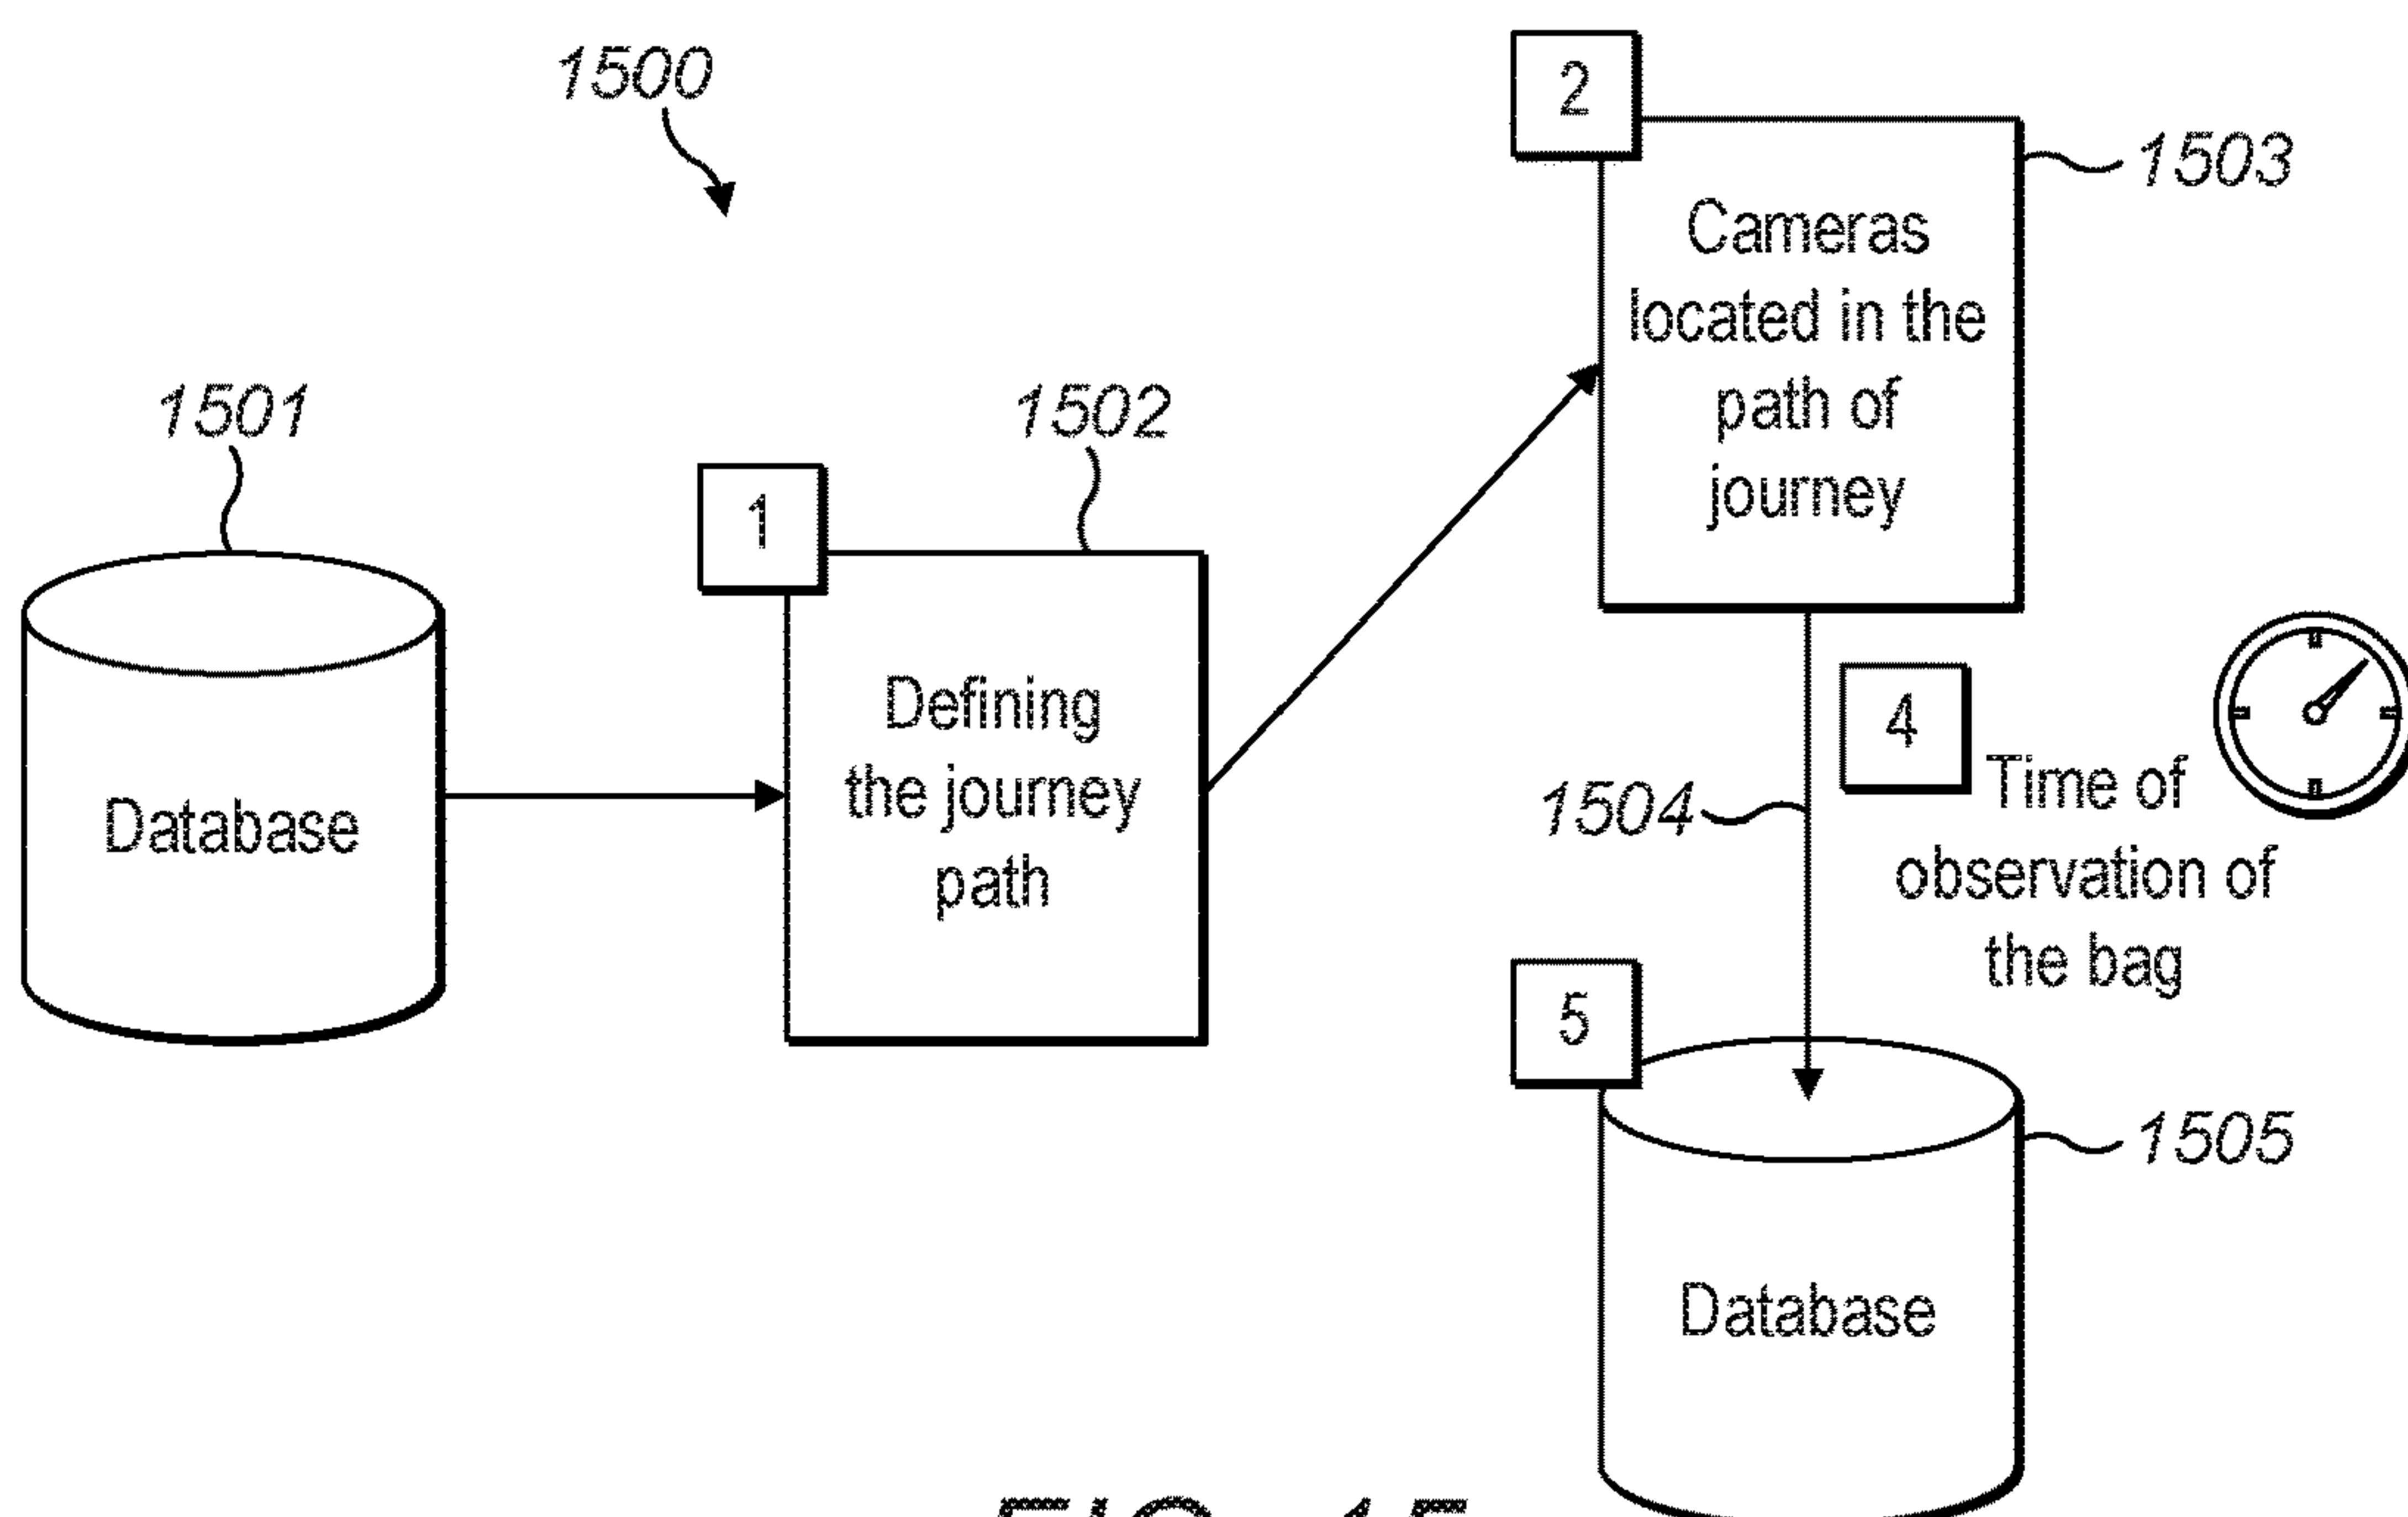 1500
2
1503
Cameras
located in the
path of
journey
1501
1502
1
Defining
the journey
path
Database
4
1504
Time of
observation of
the bag
5
1505
Database